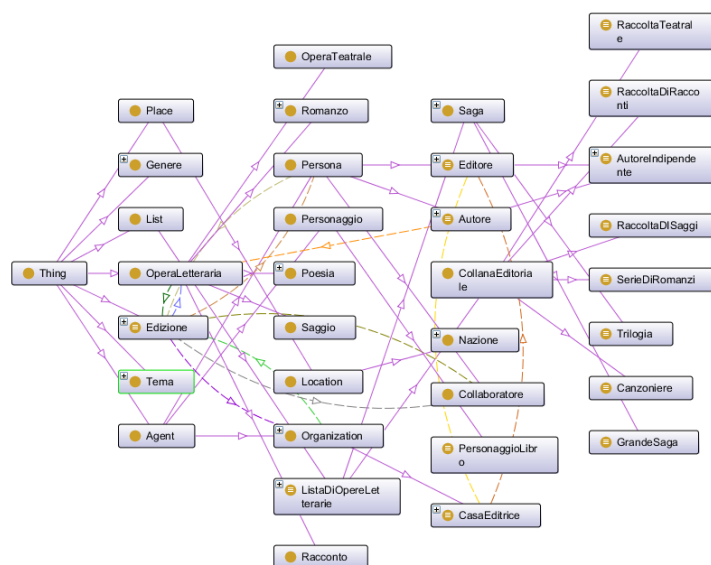 Thing
Place
Genere
List
OperaLetteraria
Edizione
Tema
Agent
OperaTeatrale
Romanzo
Persona
Personaggio
Poesia
Saggio
Location
Organization
ListaDiOpereLet
terarie
Racconto
Saga
Editore
Autore
CollanaEditoria
le
Nazione
Collaboratore
PersonaggioLibr
o
CasaEditrice
RaccoltaTeatral
e
RaccoltaDiRacco
nti
AutoreIndipende
nte
RaccoltaDISaggi
SerieDiRomanzi
Trilogia
Canzoniere
GrandeSaga